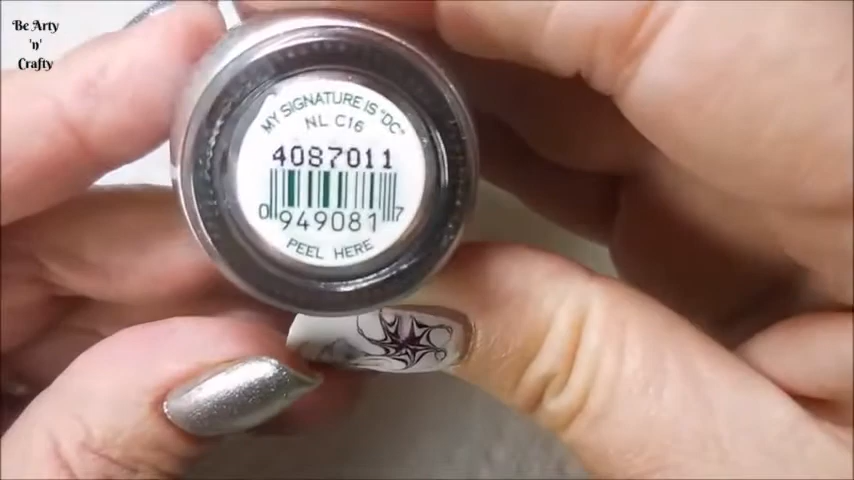 Be Arty
'n'
Crafty
MY SIGNATURE IS "DC"
NL C16
4087011
0 949081 7
PEEL HERE